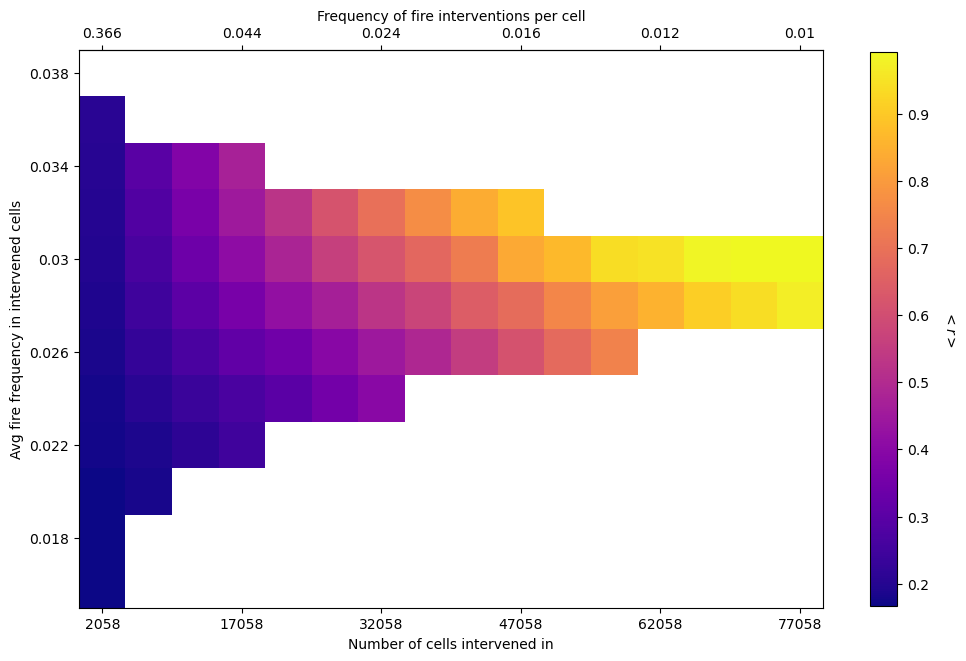 Frequency of fire interventions per cell
0.366 0.044 0.024 0.016 0.012 0.01
Avg fire frequency in intervened cells
0.038
0.034
0.03
0.026
0.022
0.018
2058 17058 32058 47058 62058 77058
Number of cells intervened in
0.9
0.8
0.7
0.6
0.5
0.4
0.3
0.2
< r >